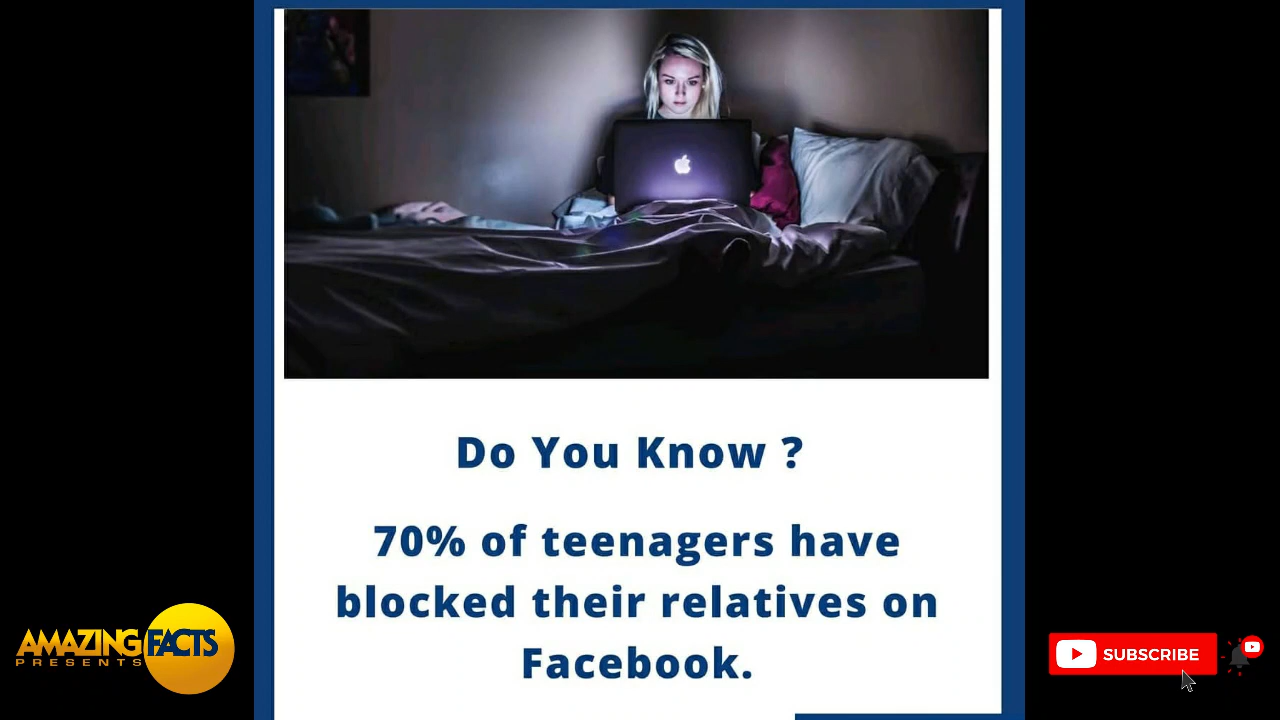 Do You Know ?
70% of teenagers have
blocked their relatives on
Facebook.
AMAZING FACTS
PRESENTS
SUBSCRIBE